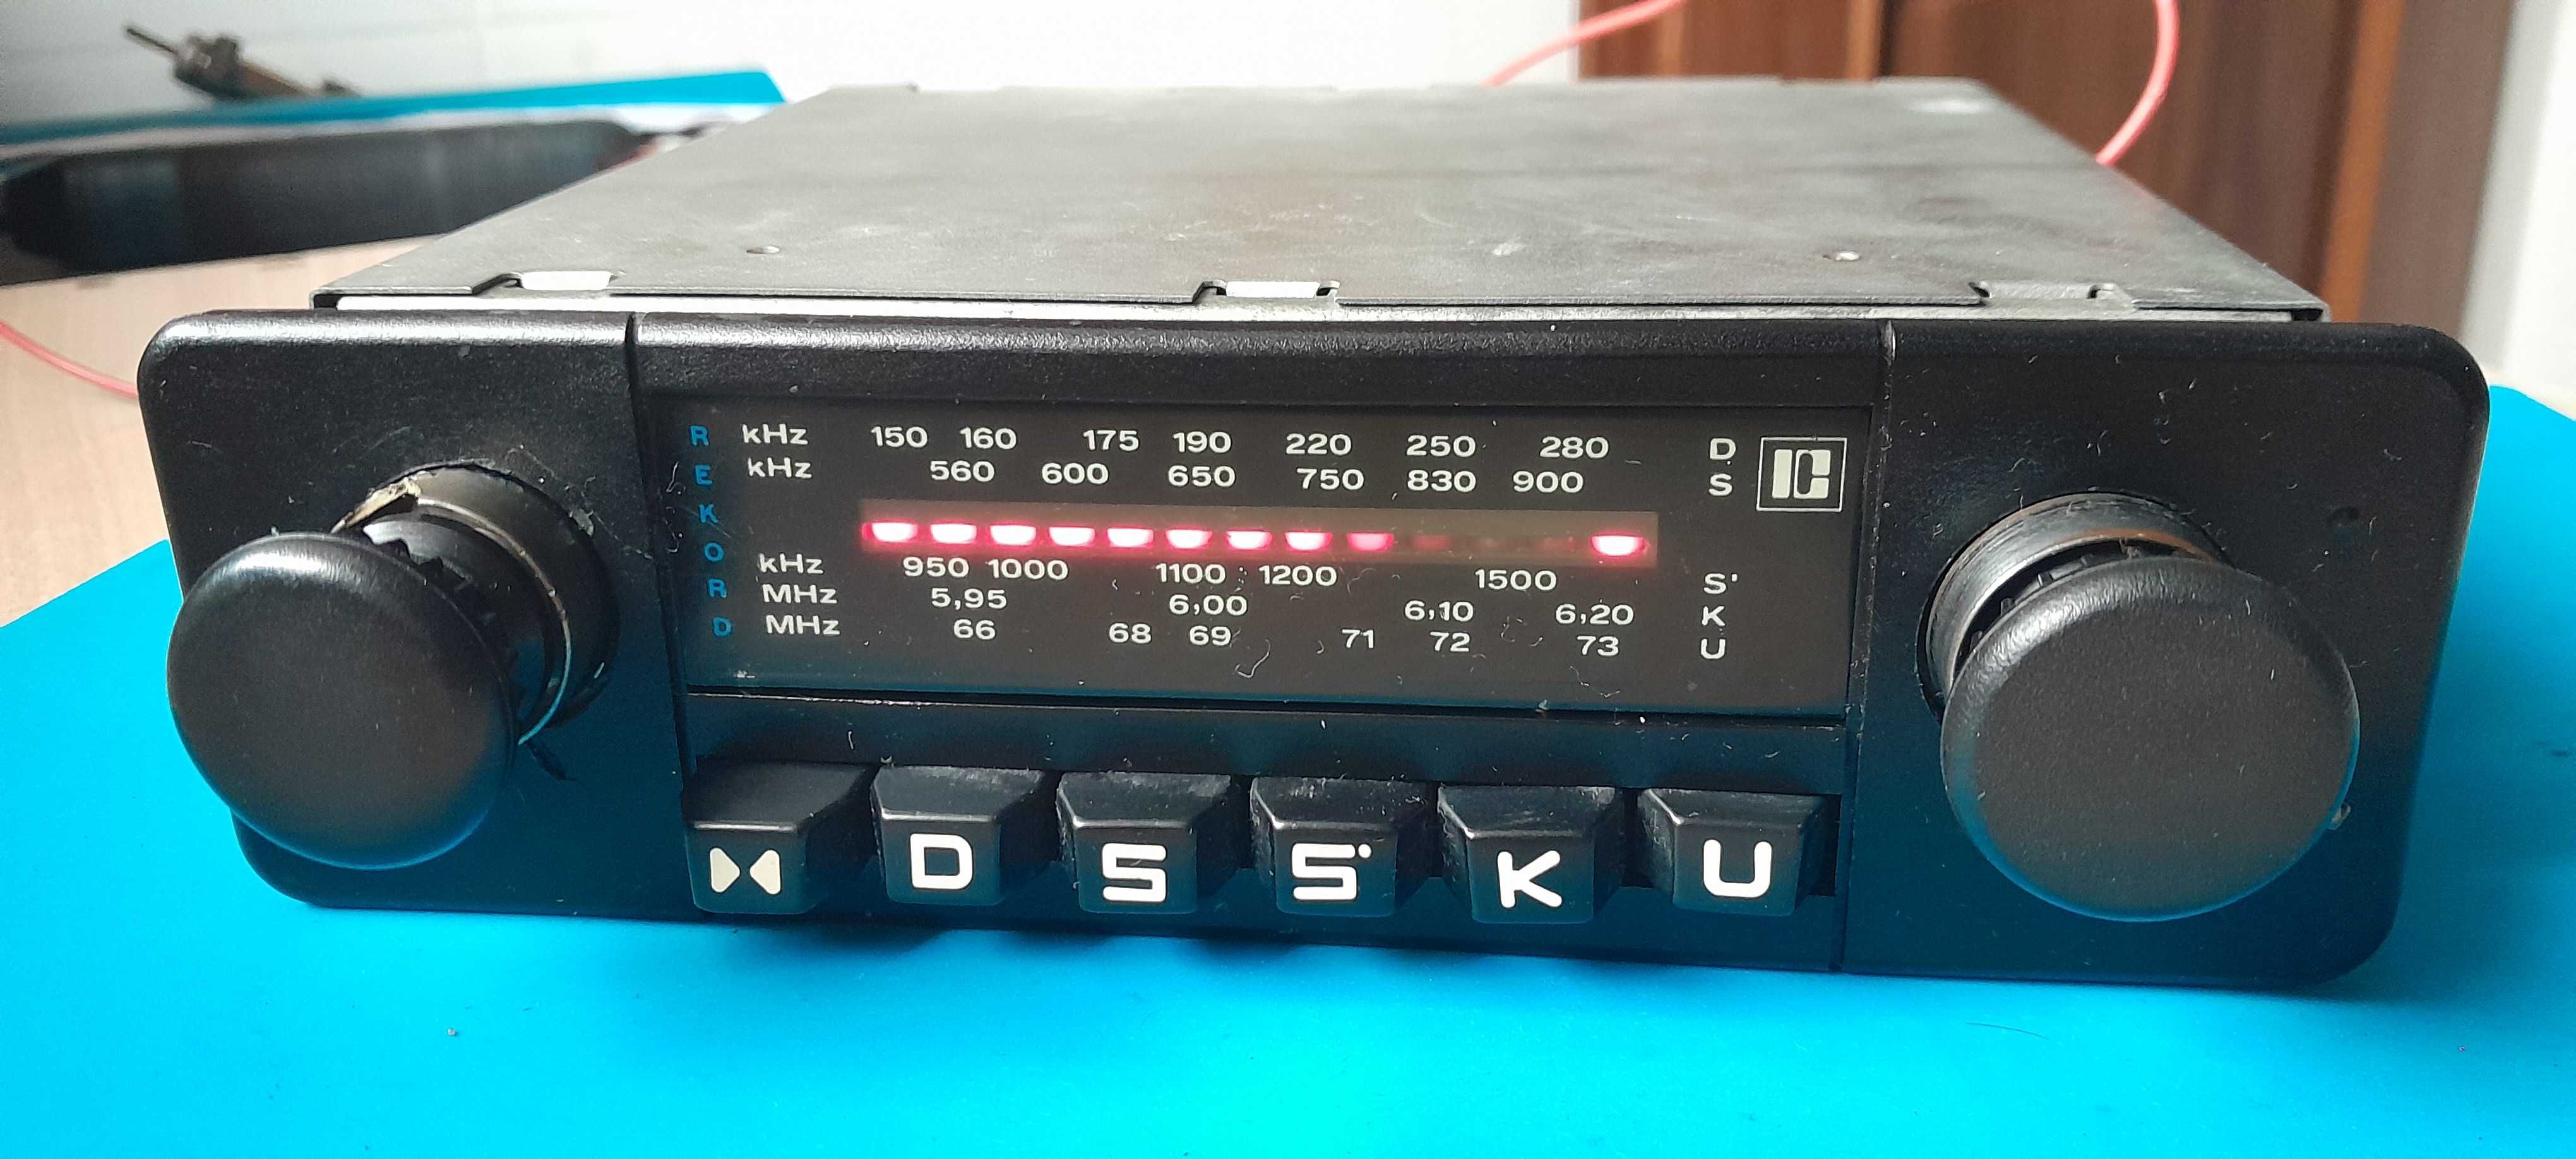 REKORD
kHz 150 160 175 190 220 250 280 D
kHz 560 600 650 750 830 900 S
kHz 950 1000 1100 1200 1500 S'
MHz 5,95 6,00 6,10 6,20 K
MHz 66 68 69 71 72 73 U
D S S' K U